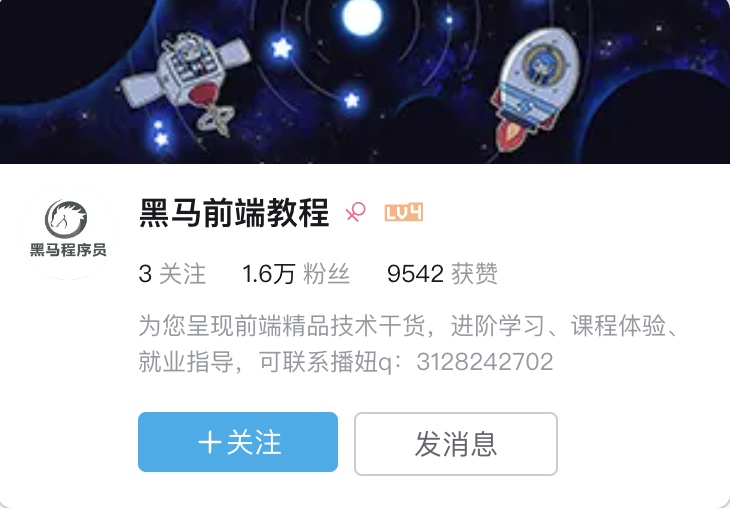 黑马前端教程 LV4
黑马程序员
3 关注 1.6万 粉丝 9542 获赞
为您呈现前端精品技术干货，进阶学习、课程体验、
就业指导，可联系播妞q：3128242702
＋关注 发消息